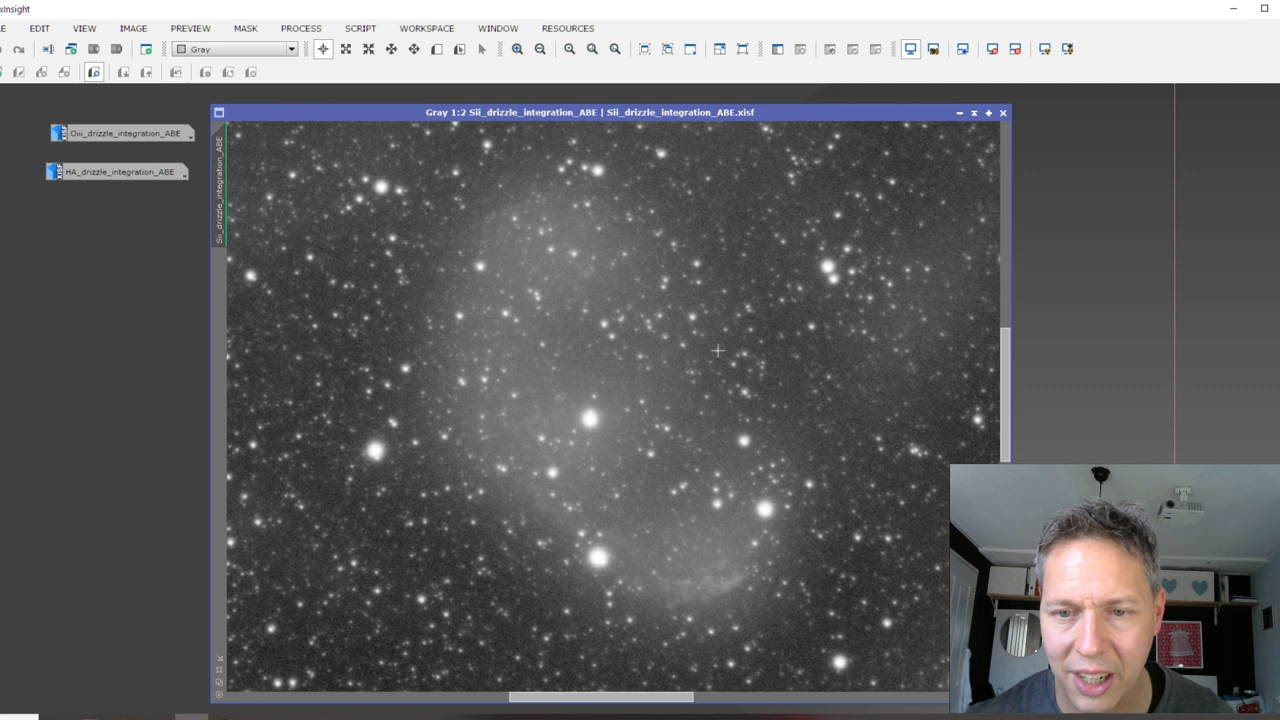 xInsight
EDIT VIEW IMAGE MASK PROCESS SCRIPT WORKSPACE WINDOW RESOURCES
Gray
Gray 1:2 Sii_drizzle_integration_ABE | Sii_drizzle_integration_ABE.xisf
Oiii_drizzle_integration_ABE
HA_drizzle_integration_ABE
Sii_drizzle_integration_ABE